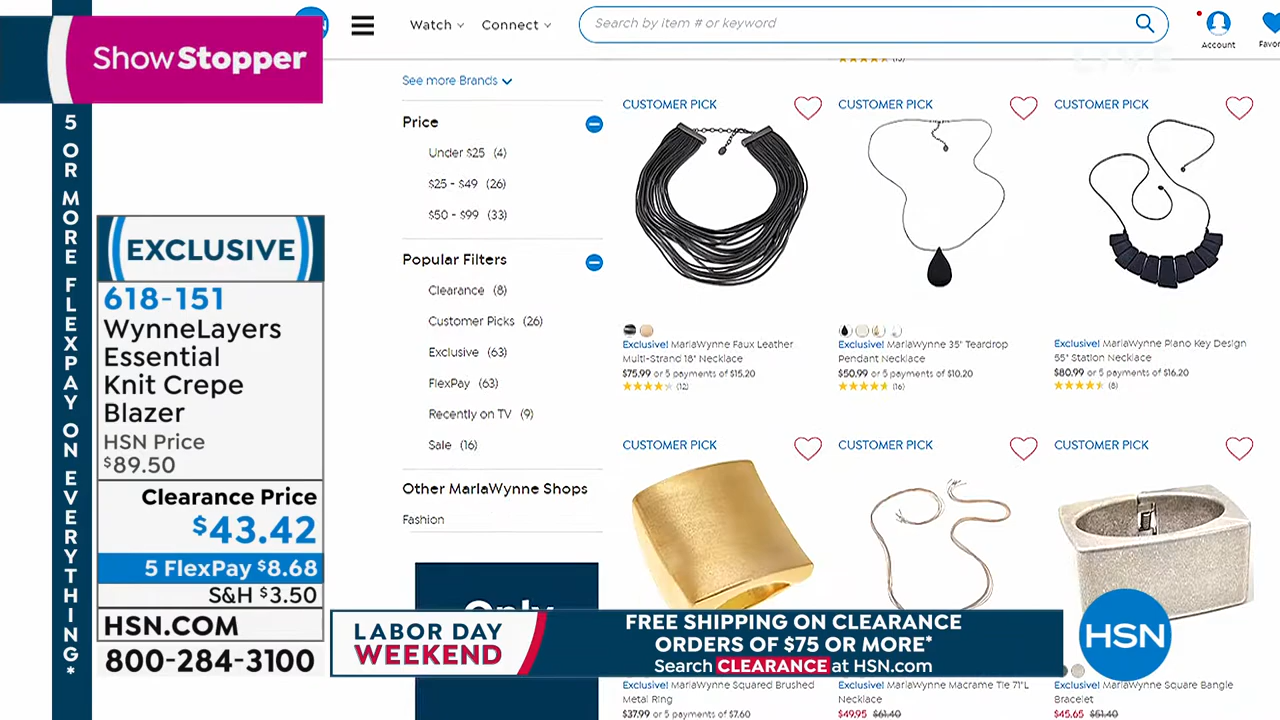 ShowStopper
5 OR MORE FLEXPAY ON EVERYTHING*
EXCLUSIVE
618-151
WynneLayers
Essential
Knit Crepe
Blazer
HSN Price
$89.50
Clearance Price
$43.42
5 FlexPay $8.68
S&H $3.50
HSN.COM
800-284-3100
Watch
Connect
Search by item # or keyword
Account
LIVE
See more Brands
Price
Under $25 (4)
$25 - $49 (26)
$50 - $99 (33)
Popular Filters
Clearance (8)
Customer Picks (26)
Exclusive (63)
FlexPay (63)
Recently on TV (9)
Sale (16)
Other MarlaWynne Shops
Fashion
CUSTOMER PICK
Exclusive! MarlaWynne Faux Leather
Multi-Strand 18" Necklace
$75.99 or 5 payments of $15.20
(12)
CUSTOMER PICK
Exclusive! MarlaWynne 35" Teardrop
Pendant Necklace
$50.99 or 5 payments of $10.20
(16)
CUSTOMER PICK
Exclusive! MarlaWynne Piano Key Design
55" Station Necklace
$80.99 or 5 payments of $16.20
(8)
CUSTOMER PICK
Exclusive! MarlaWynne Squared Brushed
Metal Ring
$37.99 or 5 payments of $7.60
CUSTOMER PICK
Exclusive! MarlaWynne Macrame Tie 71"L
Necklace
$49.95 $61.40
CUSTOMER PICK
Exclusive! MarlaWynne Square Bangle
Bracelet
$45.65 $51.40
LABOR DAY
WEEKEND
FREE SHIPPING ON CLEARANCE
ORDERS OF $75 OR MORE*
Search CLEARANCE at HSN.com
HSN